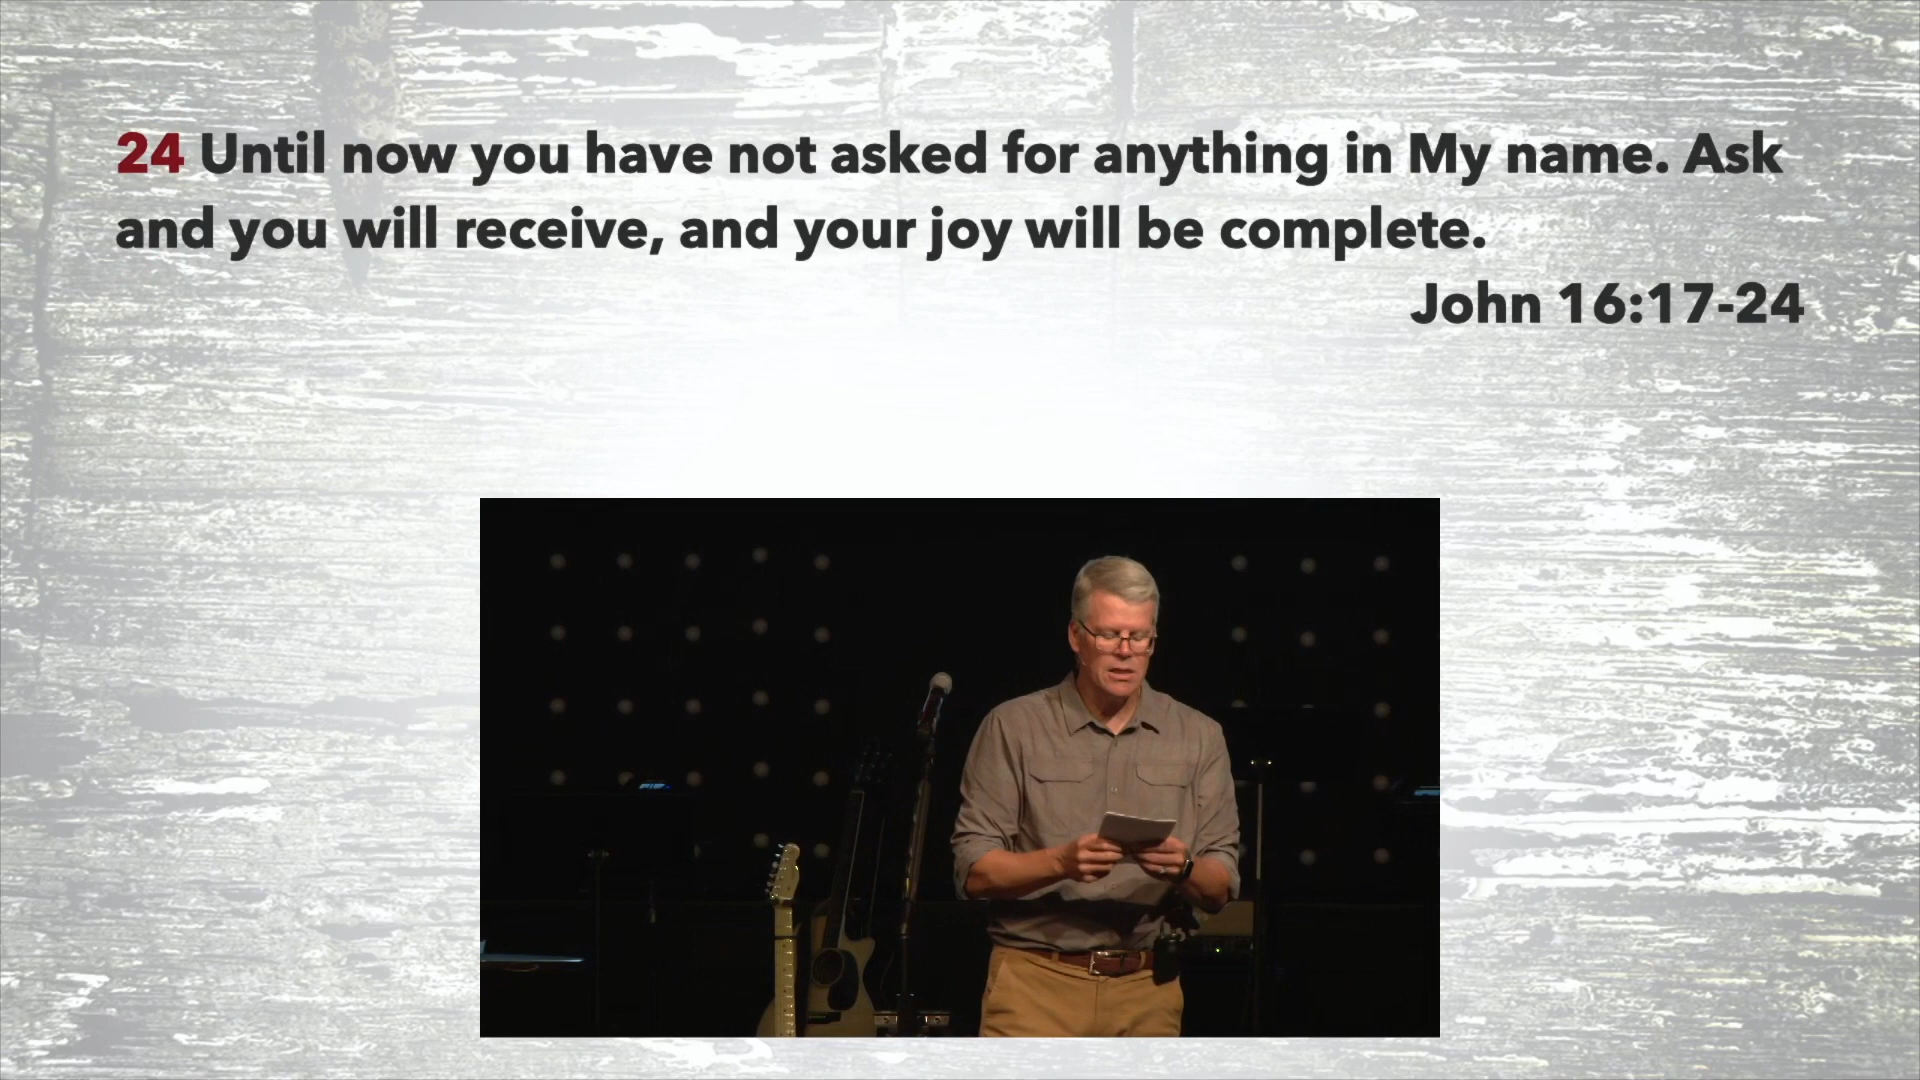 24 Until now you have not asked for anything in My name. Ask
and you will receive, and your joy will be complete.
John 16:17-24